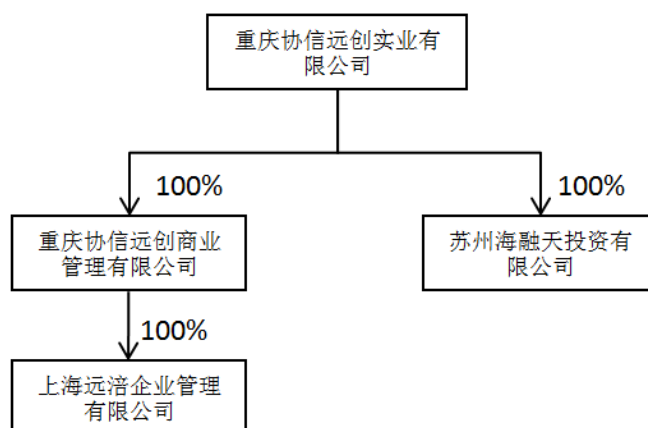 重庆协信远创实业有
限公司
100%
100%
重庆协信远创商业
管理有限公司
苏州海融天投资有
限公司
100%
上海远涪企业管理
有限公司